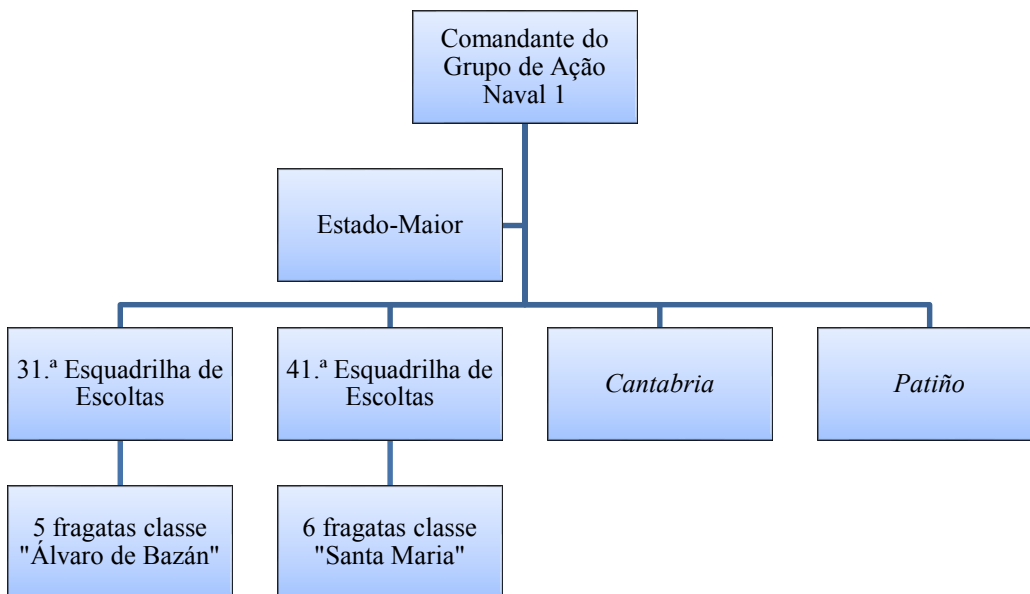 Comandante do
Grupo de Ação
Naval 1
Estado-Maior
31.ª Esquadrilha de
Escoltas
41.ª Esquadrilha de
Escoltas
Cantabria
Patiño
5 fragatas classe
"Álvaro de Bazán"
6 fragatas classe
"Santa Maria"